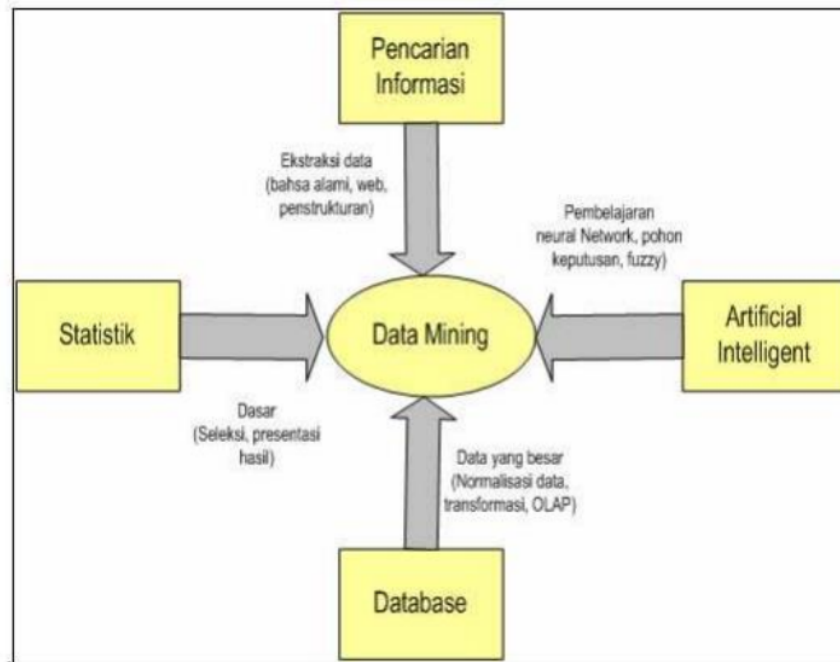 Pencarian
Informasi
Ekstraksi data
(bahsa alami, web,
penstrukturan)
Pembelajaran
neural Network, pohon
keputusan, fuzzy)
Statistik
Data Mining
Artificial
Intelligent
Dasar
(Seleksi, presentasi
hasil)
Data yang besar
(Normalisasi data,
transformasi, OLAP)
Database